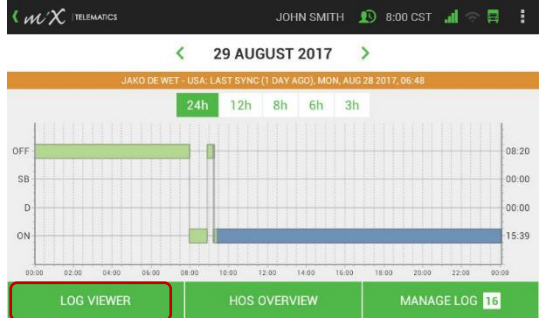 miX TELEMATICS JOHN SMITH 8:00 CST
29 AUGUST 2017
JAKO DE WET - USA: LAST SYNC (1 DAY AGO), MON, AUG 28 2017, 06:48
24h 12h 8h 6h 3h
OFF 08:20
SB 00:00
D 00:00
ON 15:39
00:00 02:00 04:00 06:00 08:00 10:00 12:00 14:00 16:00 18:00 20:00 22:00 00:00
LOG VIEWER HOS OVERVIEW MANAGE LOG 16